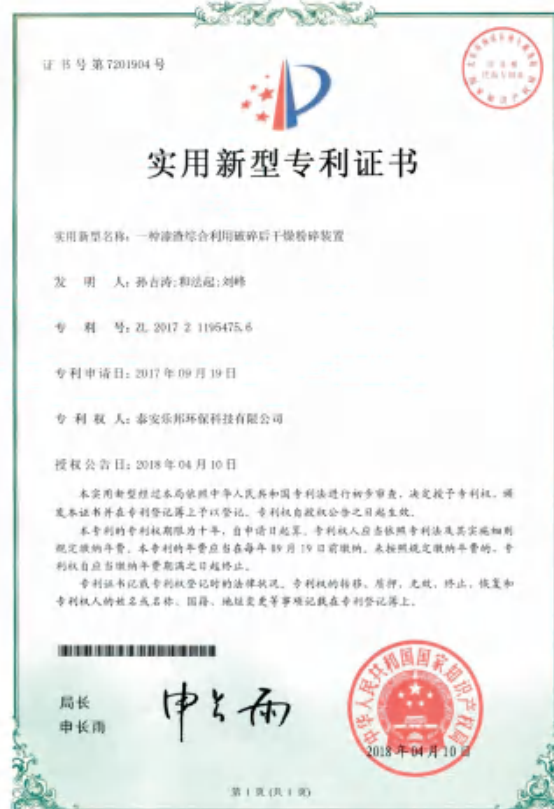 证书号第7201904号
实用新型专利证书
实用新型名称：一种漆渣综合利用破碎后干燥粉碎装置
发 明 人：孙吉涛;和法起;刘峰
专 利 号：ZL 2017 2 1195475.6
专利申请日：2017年09月19日
专 利 权 人：泰安乐邦环保科技有限公司
授权公告日：2018年04月10日
本实用新型经过本局依照中华人民共和国专利法进行初步审查，决定授予专利权，颁
发本证书并在专利登记簿上予以登记。专利权自授权公告之日起生效。
本专利的专利权期限为十年，自申请日起算。专利权人应当依照专利法及其实施细则
规定缴纳年费。本专利的年费应当在每年09月19日前缴纳。未按照规定缴纳年费的，专
利权自应当缴纳年费期满之日起终止。
专利证书记载专利权登记时的法律状况。专利权的转移、质押、无效、终止、恢复和
专利权人的姓名或名称、国籍、地址变更等事项记载在专利登记簿上。
局长
申长雨
申长雨
中华人民共和国国家知识产权局
2018年04月10日
第1页(共1页)